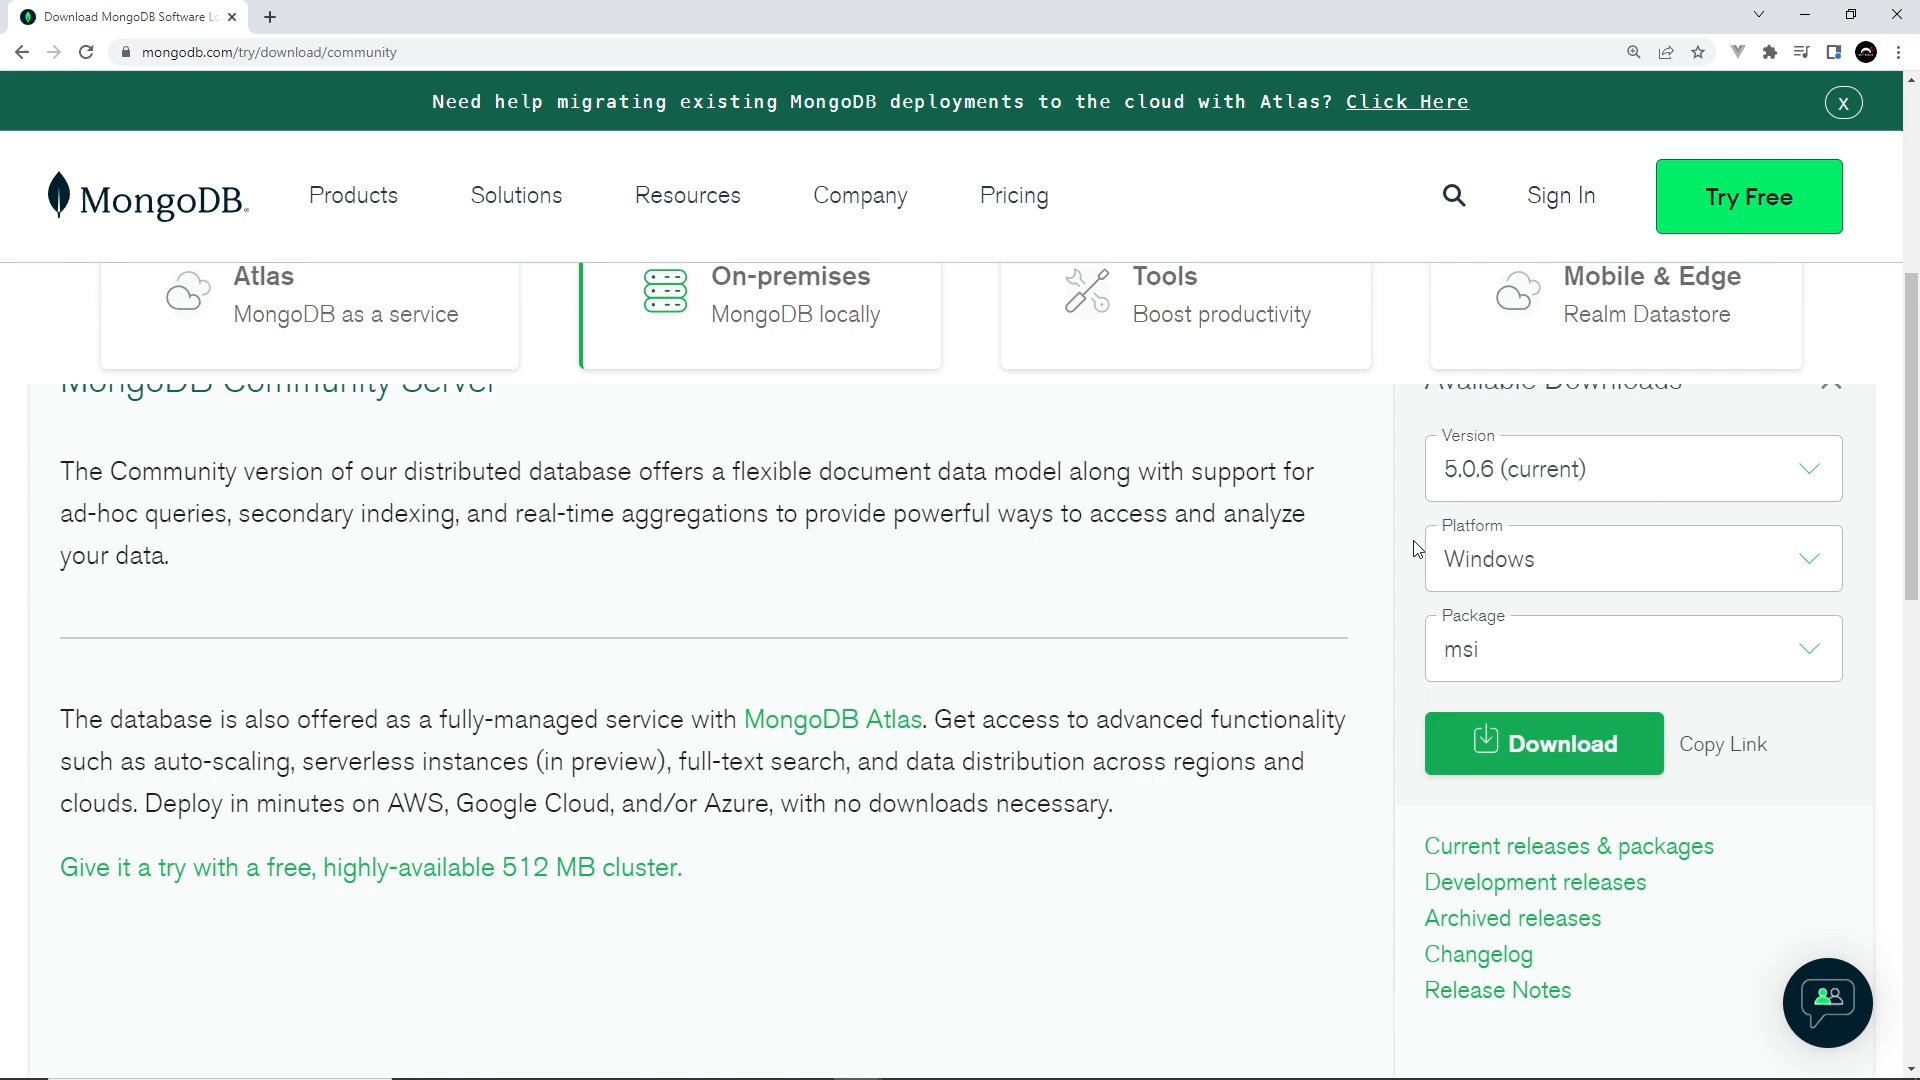 Download MongoDB Software Lo
mongodb.com/try/download/community
Need help migrating existing MongoDB deployments to the cloud with Atlas? Click Here
X
MongoDB.
Products
Solutions
Resources
Company
Pricing
Sign In
Try Free
Atlas
MongoDB as a service
On-premises
MongoDB locally
Tools
Boost productivity
Mobile & Edge
Realm Datastore
MongoDB Community Server
The Community version of our distributed database offers a flexible document data model along with support for
ad-hoc queries, secondary indexing, and real-time aggregations to provide powerful ways to access and analyze
your data.
The database is also offered as a fully-managed service with MongoDB Atlas. Get access to advanced functionality
such as auto-scaling, serverless instances (in preview), full-text search, and data distribution across regions and
clouds. Deploy in minutes on AWS, Google Cloud, and/or Azure, with no downloads necessary.
Give it a try with a free, highly-available 512 MB cluster.
Available Downloads
Version
5.0.6 (current)
Platform
Windows
Package
msi
Download
Copy Link
Current releases & packages
Development releases
Archived releases
Changelog
Release Notes